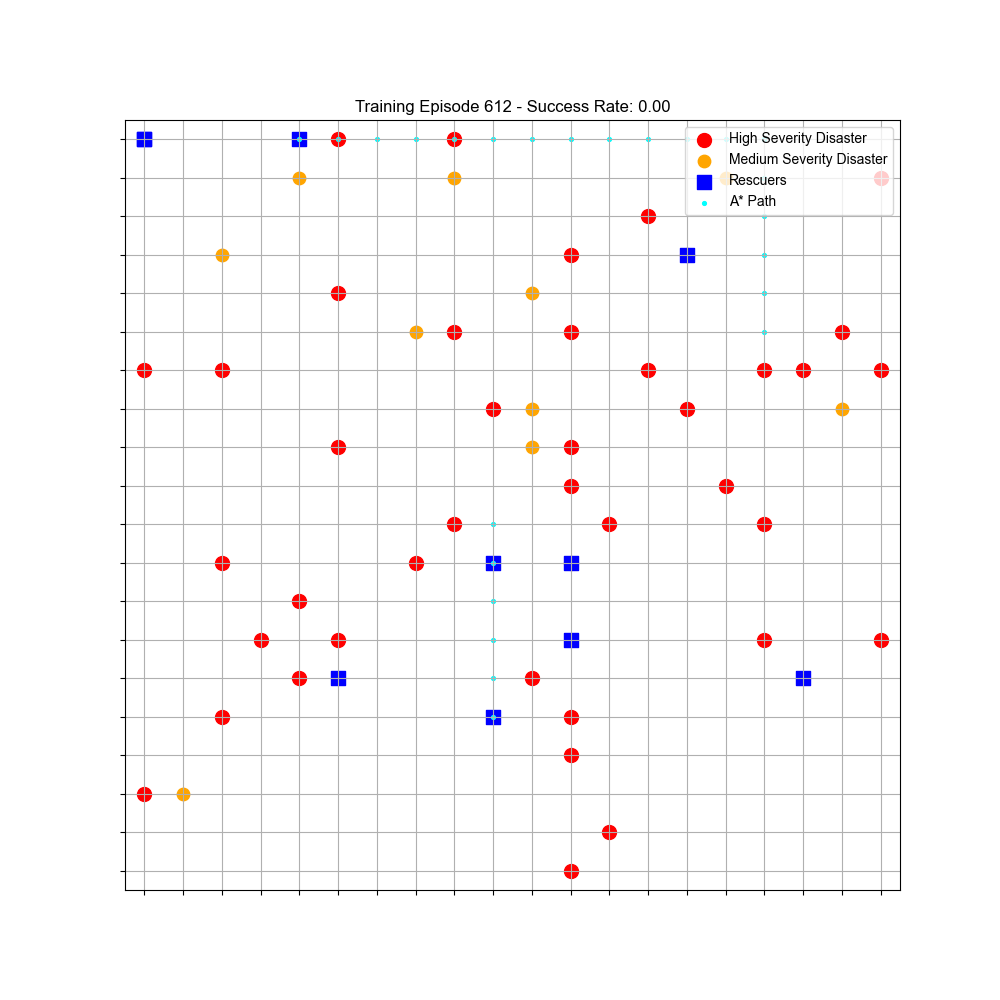 Training Episode 612 - Success Rate: 0.00
High Severity Disaster
Medium Severity Disaster
Rescuers
A* Path